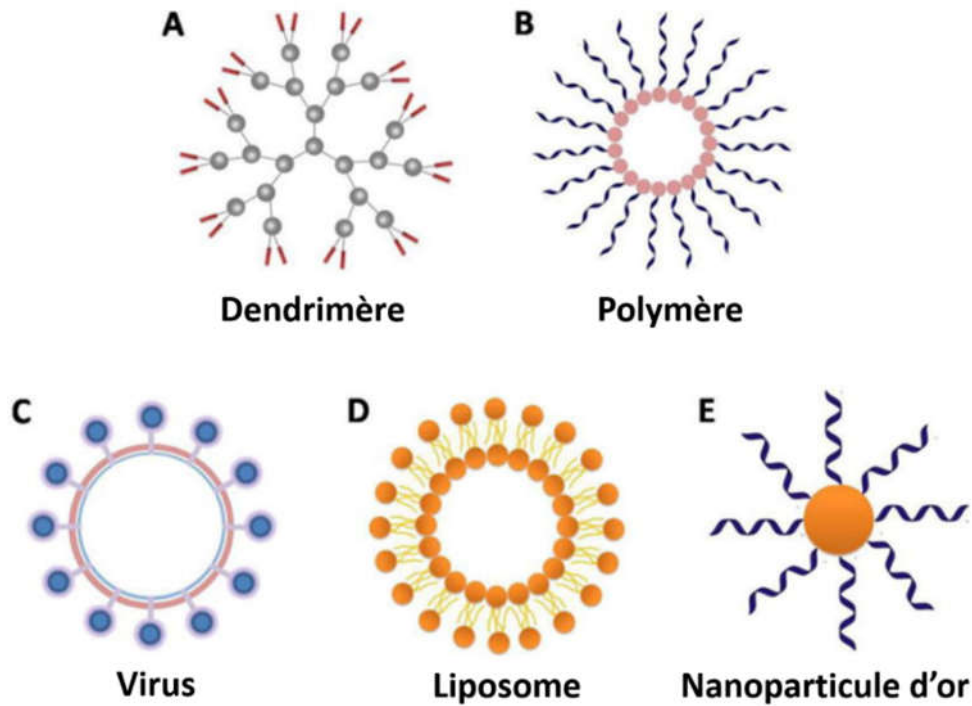 A
B
Dendrimère
Polymère
C
D
E
Virus
Liposome
Nanoparticule d'or